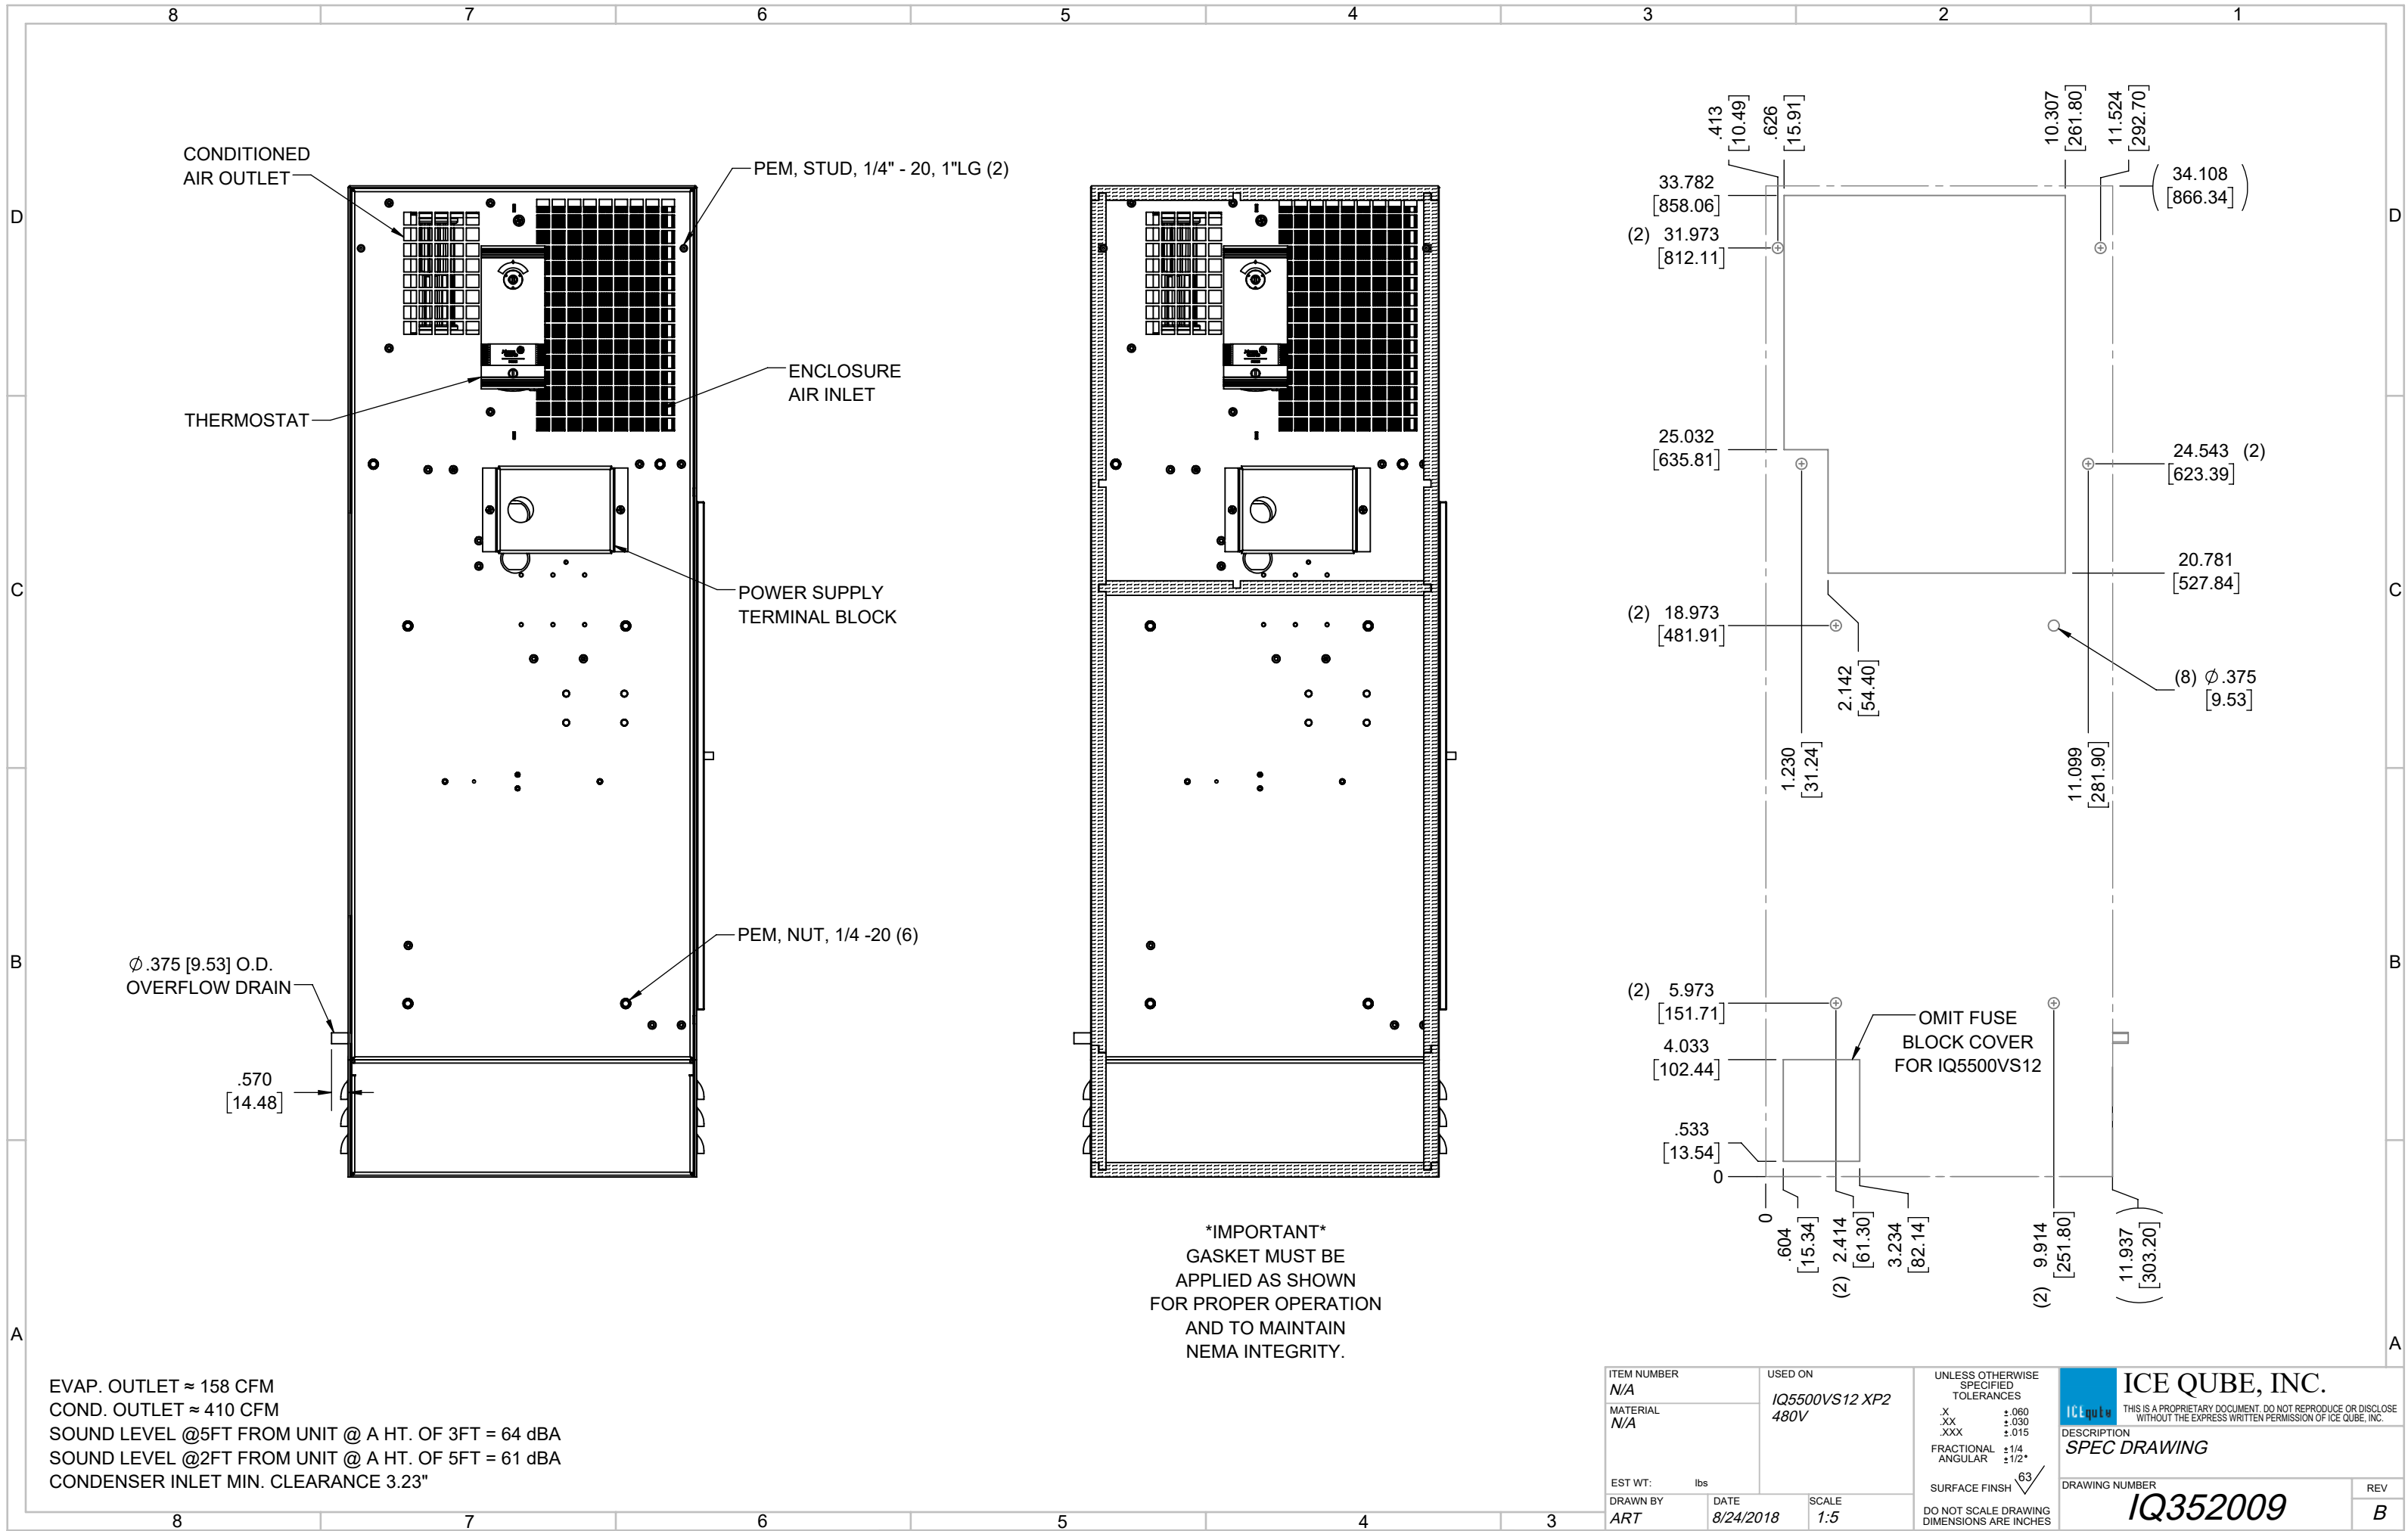 8 7 6 5 4 3 2 1
D
C
B
A
D
C
B
A
CONDITIONED
AIR OUTLET
PEM, STUD, 1/4" - 20, 1"LG (2)
THERMOSTAT
ENCLOSURE
AIR INLET
POWER SUPPLY
TERMINAL BLOCK
PEM, NUT, 1/4 -20 (6)
∅.375 [9.53] O.D.
OVERFLOW DRAIN
.570
[14.48]
*IMPORTANT*
GASKET MUST BE
APPLIED AS SHOWN
FOR PROPER OPERATION
AND TO MAINTAIN
NEMA INTEGRITY.
.413
[10.49]
.626
[15.91]
10.307
[261.80]
11.524
[292.70]
(34.108
[866.34])
33.782
[858.06]
(2) 31.973
[812.11]
25.032
[635.81]
24.543 (2)
[623.39]
20.781
[527.84]
(2) 18.973
[481.91]
(8) ∅.375
[9.53]
2.142
[54.40]
1.230
[31.24]
11.099
[281.90]
(2) 5.973
[151.71]
OMIT FUSE
BLOCK COVER
FOR IQ5500VS12
4.033
[102.44]
.533
[13.54]
0
0
.604
[15.34]
(2) 2.414
[61.30]
3.234
[82.14]
(2) 9.914
[251.80]
(11.937
[303.20])
EVAP. OUTLET ≈ 158 CFM
COND. OUTLET ≈ 410 CFM
SOUND LEVEL @5FT FROM UNIT @ A HT. OF 3FT = 64 dBA
SOUND LEVEL @2FT FROM UNIT @ A HT. OF 5FT = 61 dBA
CONDENSER INLET MIN. CLEARANCE 3.23"
ITEM NUMBER
N/A
MATERIAL
N/A
EST WT: lbs
USED ON
IQ5500VS12 XP2
480V
DRAWN BY
ART
DATE
8/24/2018
SCALE
1:5
UNLESS OTHERWISE
SPECIFIED
TOLERANCES
.X ±.060
.XX ±.030
.XXX ±.015
FRACTIONAL ±1/4
ANGULAR ±1/2°
SURFACE FINSH 63
DO NOT SCALE DRAWING
DIMENSIONS ARE INCHES
ICEqube
ICE QUBE, INC.
THIS IS A PROPRIETARY DOCUMENT. DO NOT REPRODUCE OR DISCLOSE
WITHOUT THE EXPRESS WRITTEN PERMISSION OF ICE QUBE, INC.
DESCRIPTION
SPEC DRAWING
DRAWING NUMBER
IQ352009
REV
B
8 7 6 5 4 3